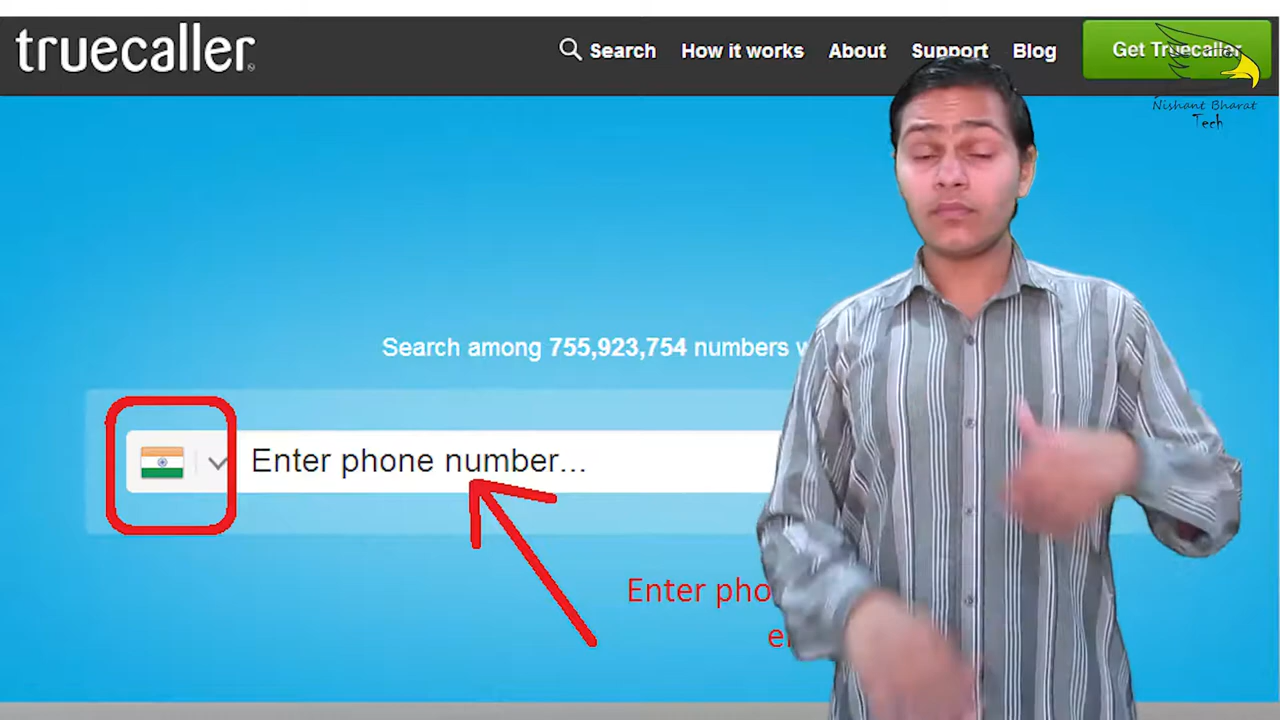 truecaller
Search How it works About Support Blog Get Truecaller
Nishant Bharat
Tech
Search among 755,923,754 numbers
Enter phone number...
Enter